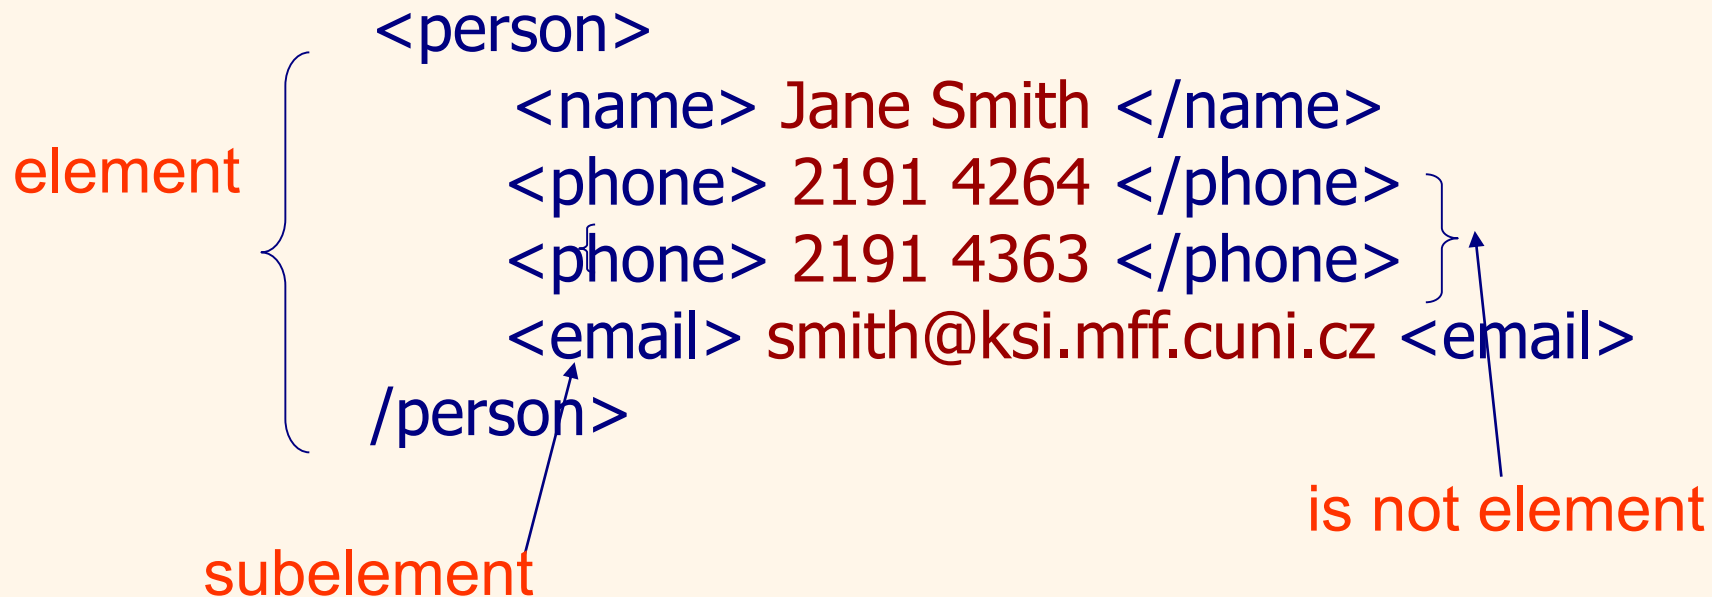 <person>
<name> Jane Smith </name>
element
<phone> 2191 4264 </phone>
<phone> 2191 4363 </phone>
<email> smith@ksi.mff.cuni.cz <email>
/person>
is not element
subelement